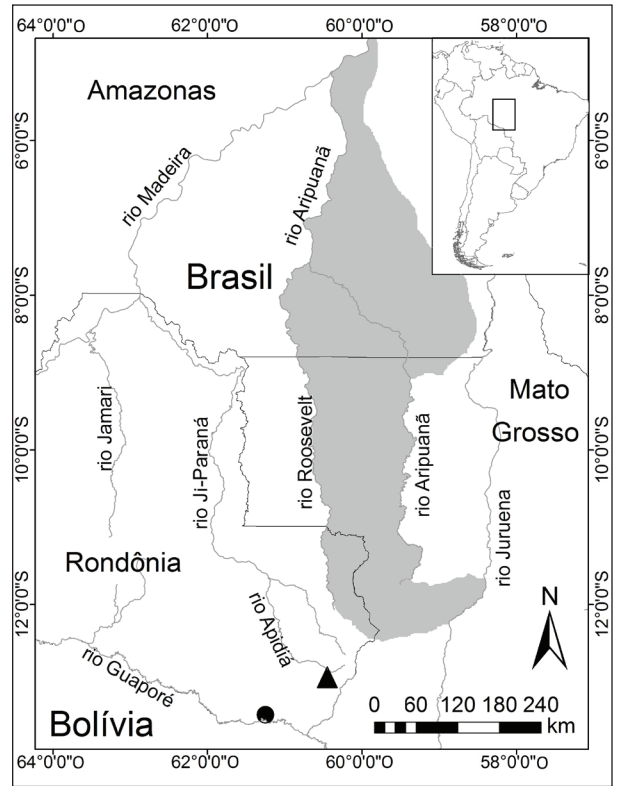 64°0'0"O 62°0'0"O 60°0'0"O 58°0'0"O
Amazonas
6°0'0"S
6°0'0"S
rio Madeira
rio Aripuanã
Brasil
8°0'0"S
8°0'0"S
Mato
Grosso
rio Jamari
rio Ji-Paraná
rio Roosevelt
rio Aripuanã
10°0'0"S
10°0'0"S
rio Juruena
Rondônia
12°0'0"S
12°0'0"S
rio Apidiá
N
rio Guaporé
0 60 120 180 240
km
Bolívia
64°0'0"O 62°0'0"O 60°0'0"O 58°0'0"O